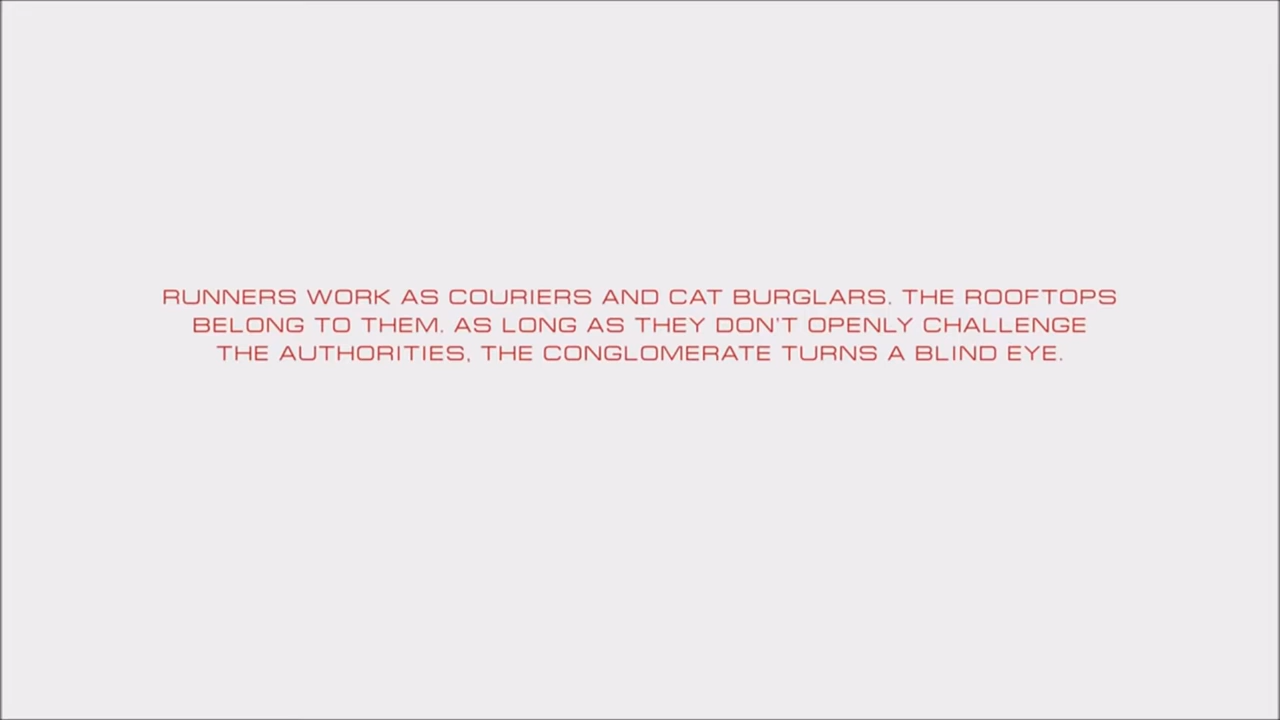 RUNNERS WORK AS COURIERS AND CAT BURGLARS. THE ROOFTOPS
BELONG TO THEM. AS LONG AS THEY DON'T OPENLY CHALLENGE
THE AUTHORITIES, THE CONGLOMERATE TURNS A BLIND EYE.